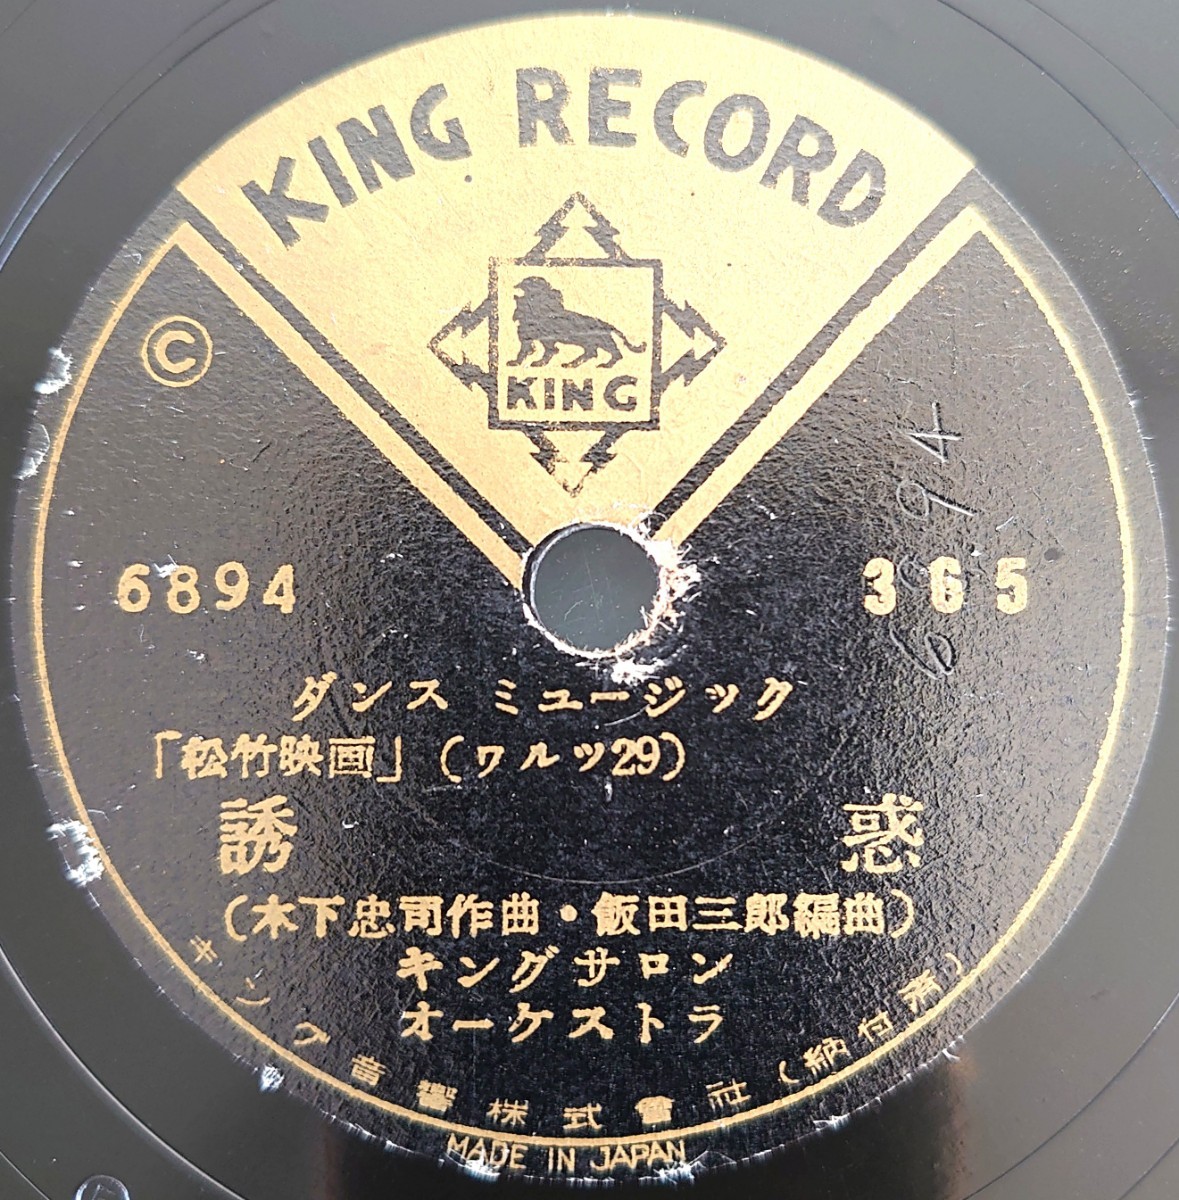 KING RECORD
KING
©
6894
365
6894
ダンス ミュージック
「松竹映画」(ワルツ29)
誘惑
(木下忠司作曲・飯田三郎編曲)
キングサロン
オーケストラ
キング音響株式會社(納付済)
MADE IN JAPAN